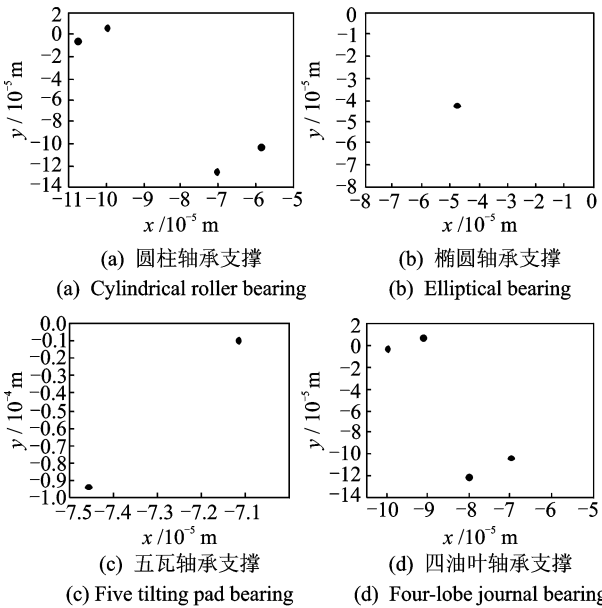 2
0
−2
−4
−6
−8
−10
−12
−14
y /10⁻⁵ m
−11 −10 −9 −8 −7 −6 −5
x /10⁻⁵ m
(a) 圆柱轴承支撑
(a) Cylindrical roller bearing
0
−1
−2
−3
−4
−5
−6
−7
−8
y /10⁻⁵ m
−8 −7 −6 −5 −4 −3 −2 −1 0
x /10⁻⁵ m
(b) 椭圆轴承支撑
(b) Elliptical bearing
0.0
−0.1
−0.2
−0.3
−0.4
−0.5
−0.6
−0.7
−0.8
−0.9
−1.0
y /10⁻⁴ m
−7.5 −7.4 −7.3 −7.2 −7.1
x /10⁻⁵ m
(c) 五瓦轴承支撑
(c) Five tilting pad bearing
2
0
−2
−4
−6
−8
−10
−12
−14
y /10⁻⁵ m
−10 −9 −8 −7 −6 −5
x /10⁻⁵ m
(d) 四油叶轴承支撑
(d) Four-lobe journal bearing